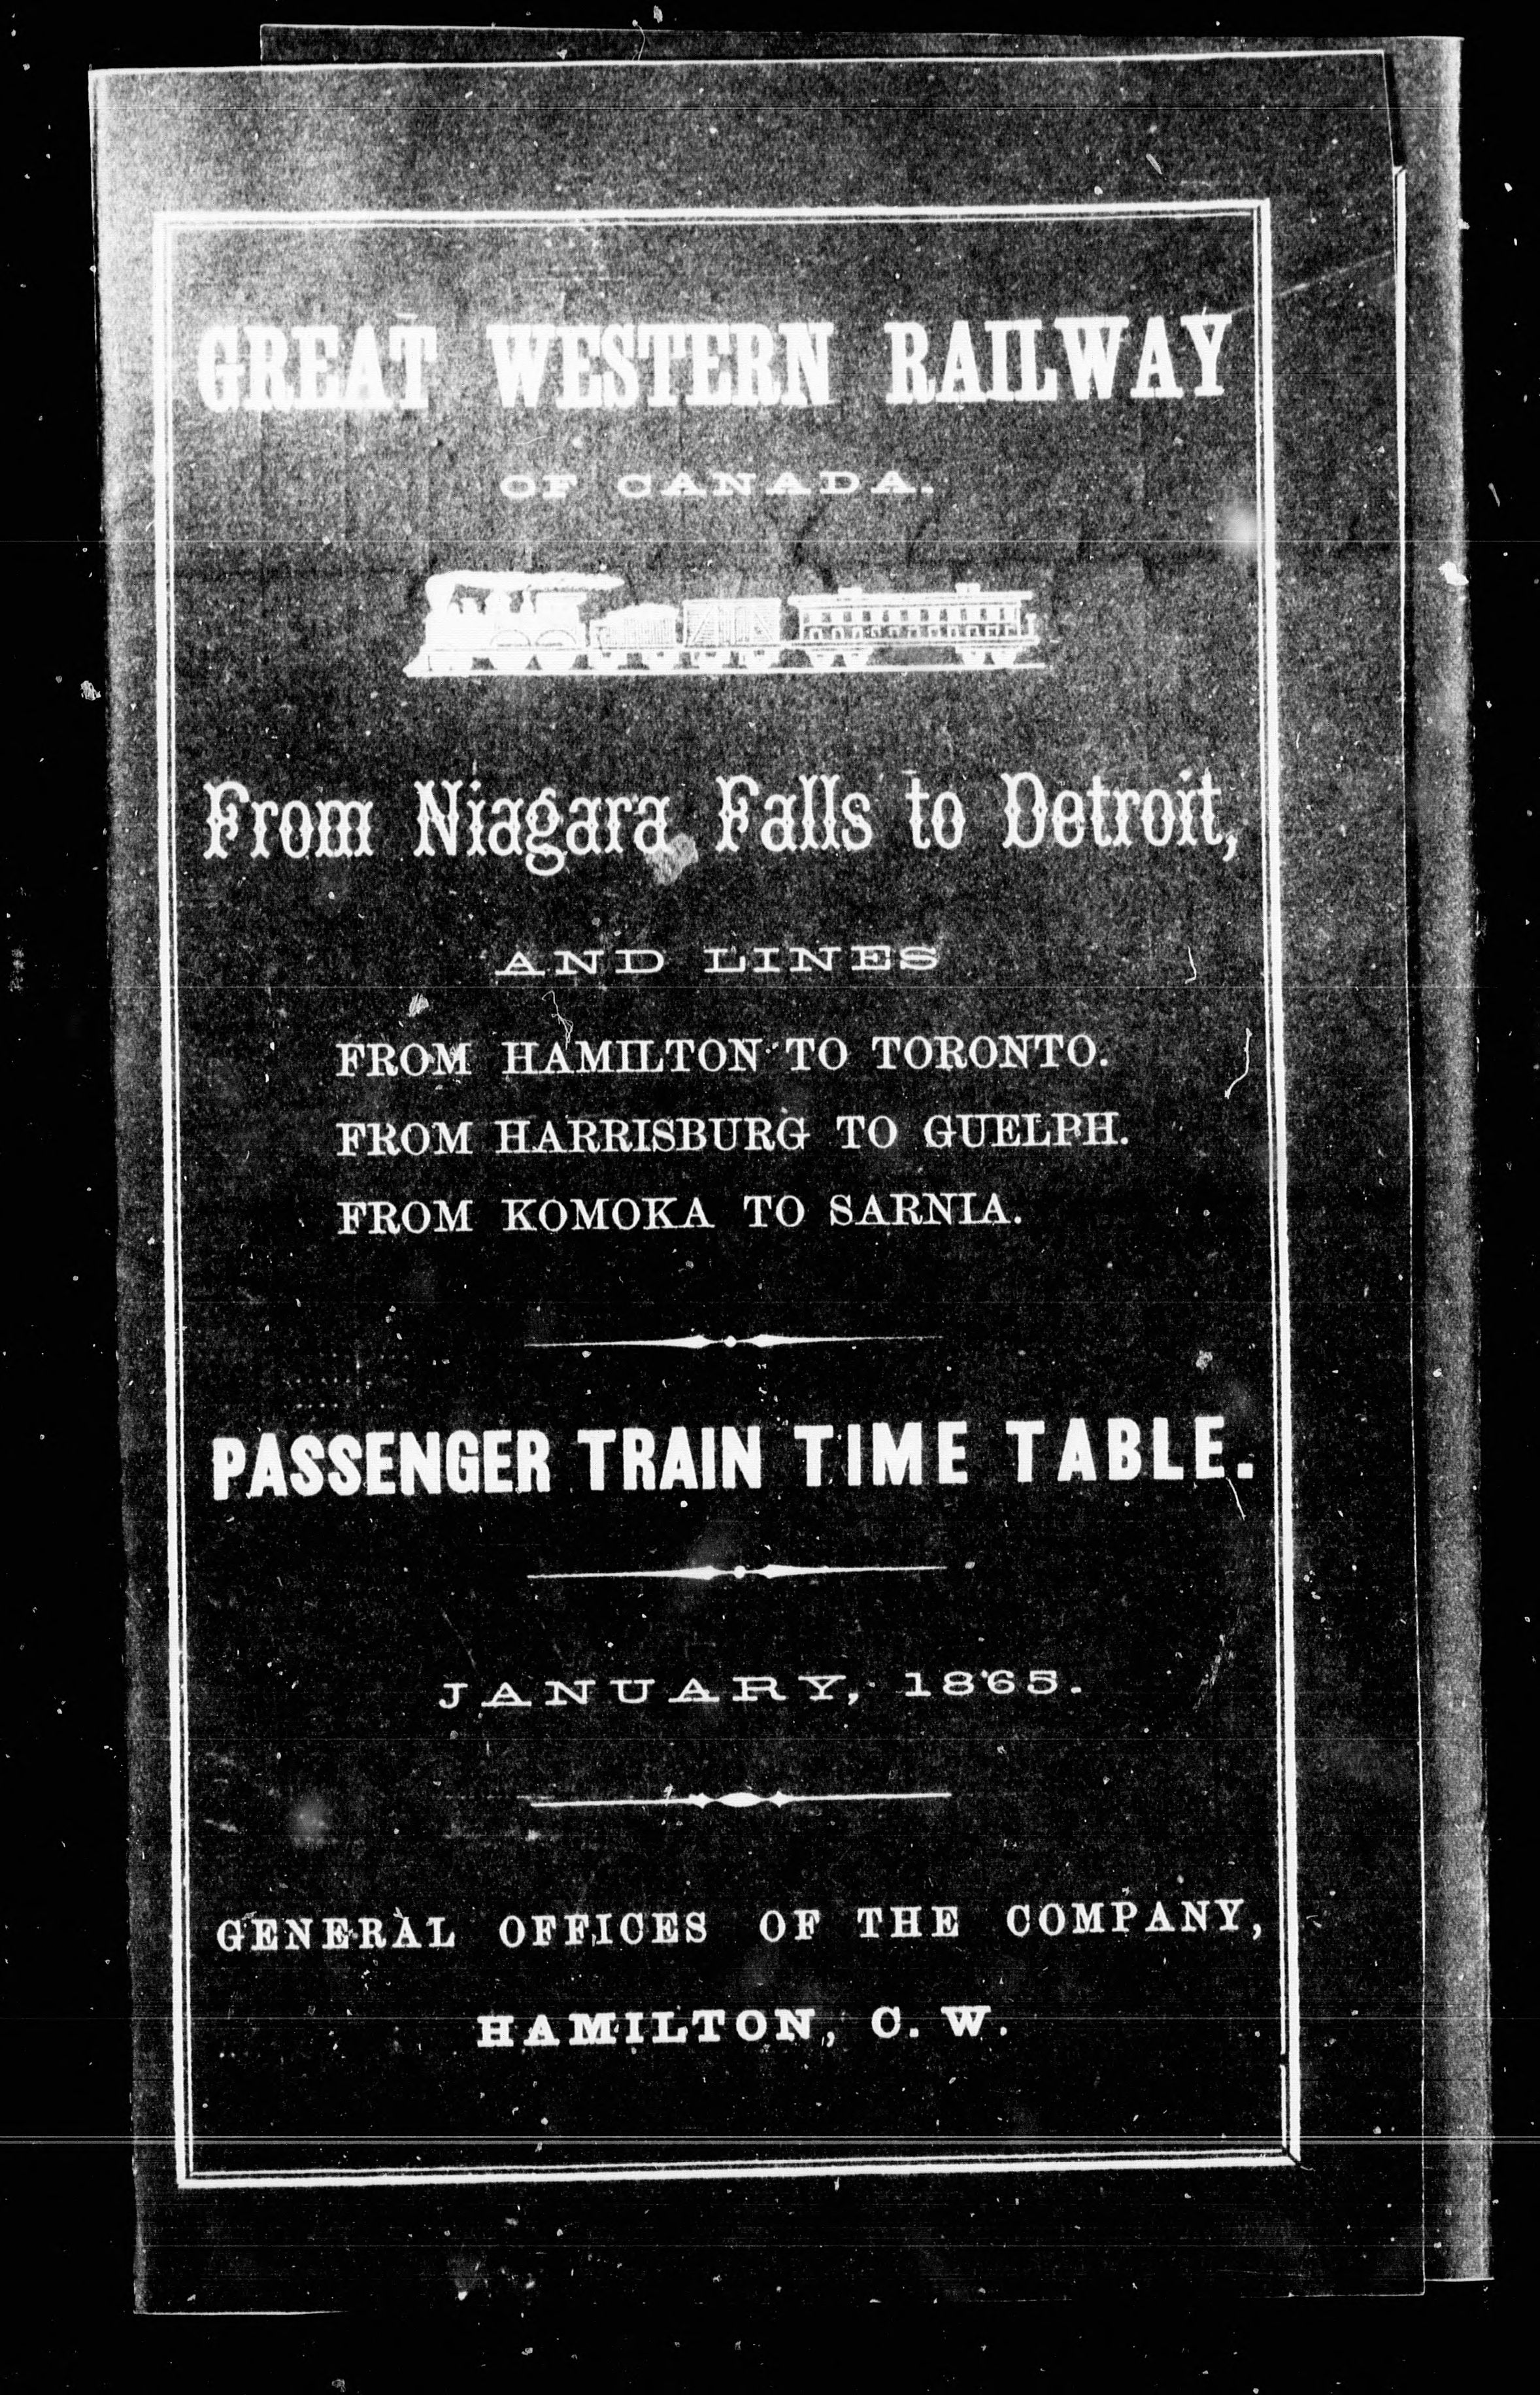 GREAT WESTERN RAILWAY
OF CANADA.
From Niagara Falls to Detroit,
AND LINES
FROM HAMILTON TO TORONTO.
FROM HARRISBURG TO GUELPH.
FROM KOMOKA TO SARNIA.
PASSENGER TRAIN TIME TABLE.
JANUARY, 1865.
GENERAL OFFICES OF THE COMPANY,
HAMILTON, C. W.